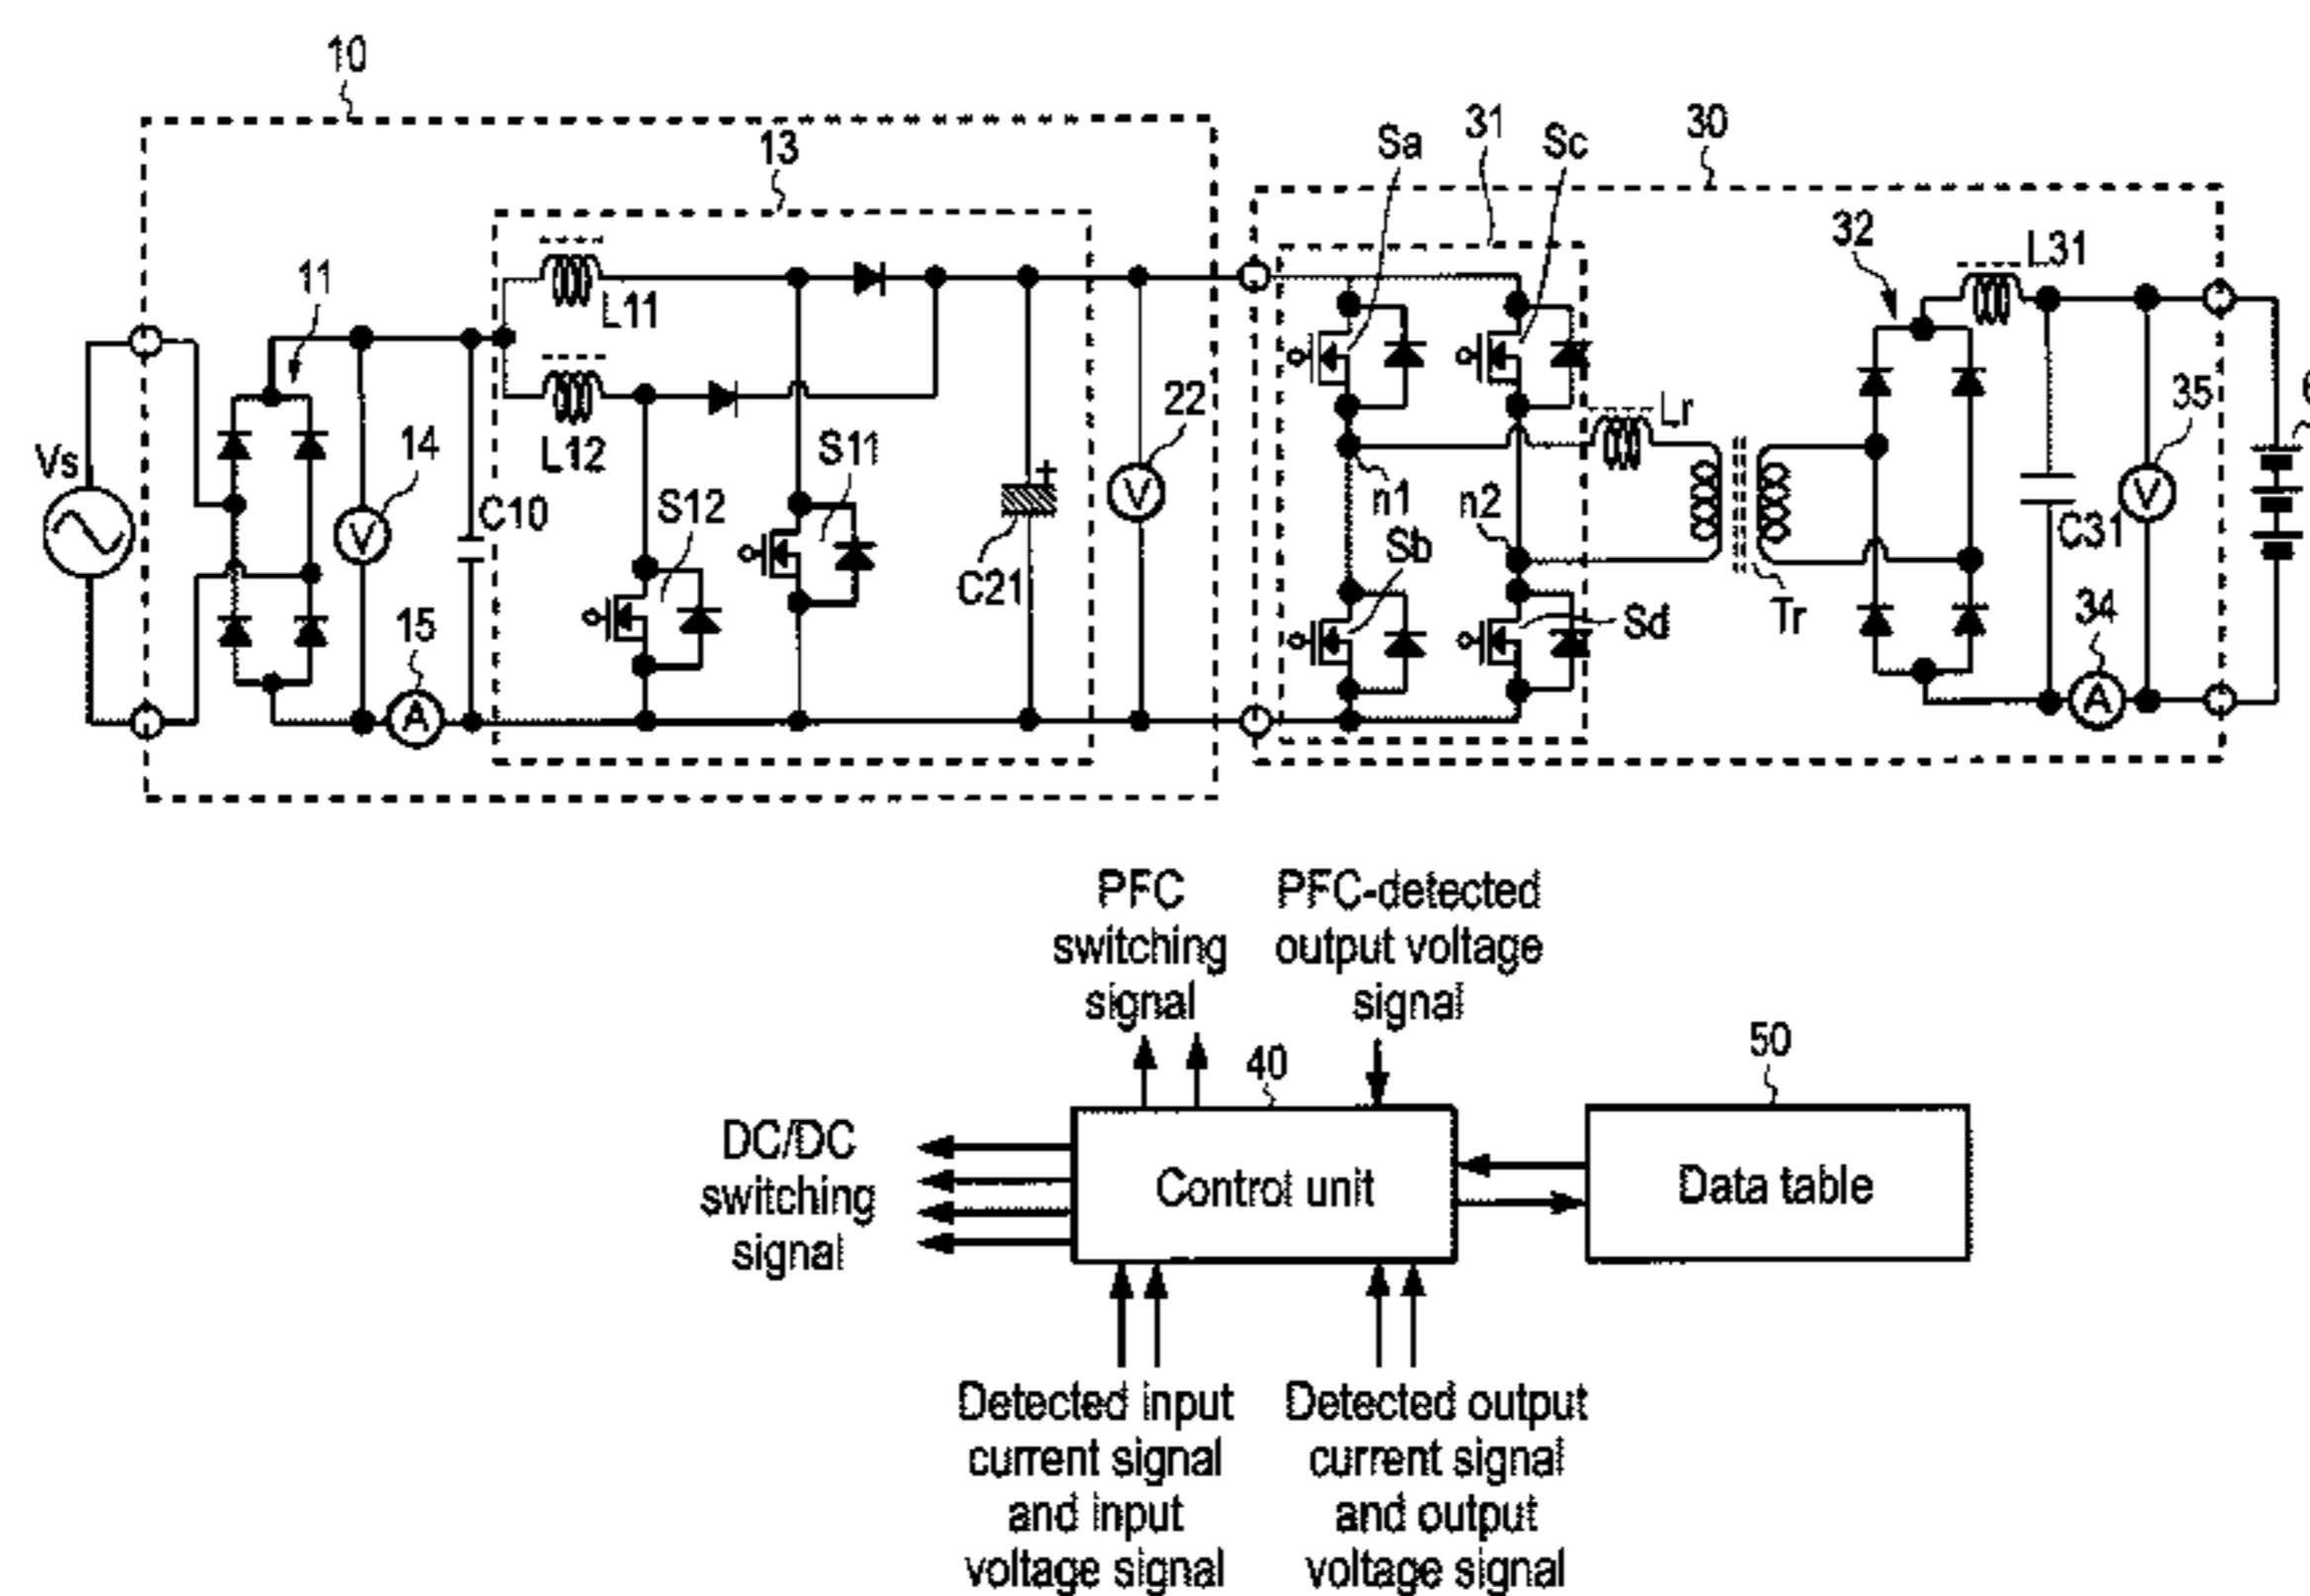 10
13
31
30
Sa
Sc
32
L31
11
L11
Lr
35
22
14
Vs
L12
S11
C10
S12
n1
n2
C31
Sb
C21
15
34
Sd
Tr
V
V
V
A
A
PFC
switching
signal
PFC-detected
output voltage
signal
40
50
DC/DC
switching
signal
Control unit
Data table
Detected input
current signal
and input
voltage signal
Detected output
current signal
and output
voltage signal